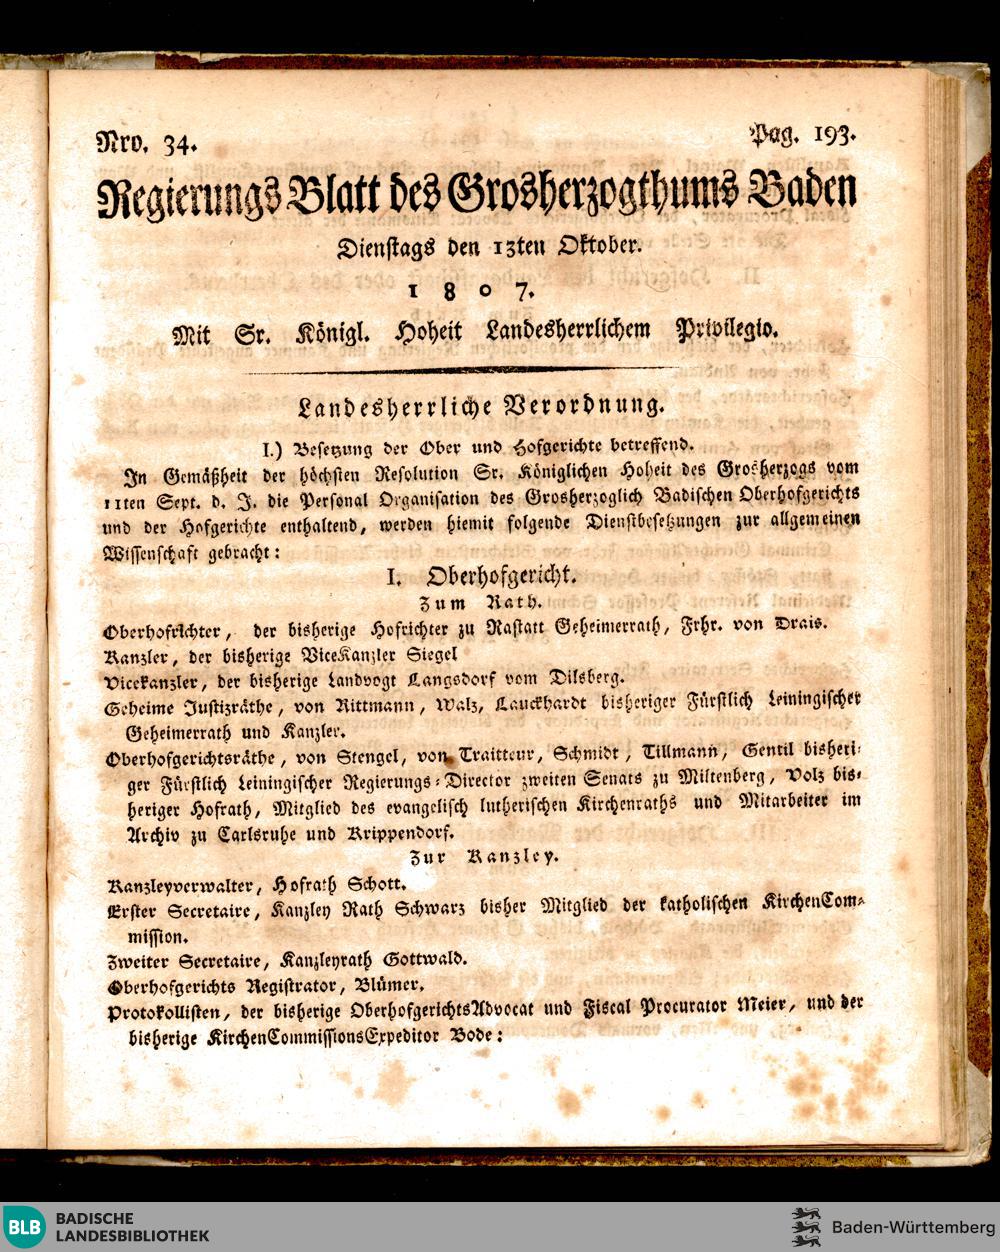 Nro. 34.
Pag. 193.
Regierungs Blatt des Grosherzogthums Baden
Dienstags den 13ten Oktober.
1 8 0 7.
Mit Sr. Königl. Hoheit Landesherrlichem Privilegio.
Landesherrliche Verordnung.
I.) Besetzung der Ober und Hofgerichte betreffend.
In Gemäßheit der höchsten Resolution Sr. Königlichen Hoheit des Grosherzogs vom
11ten Sept. d. J. die Personal Organisation des Grosherzoglich Badischen Oberhofgerichts
und der Hofgerichte enthaltend, werden hiemit folgende Dienstbesetzungen zur allgemeinen
Wissenschaft gebracht:
I. Oberhofgericht.
Zum Rath.
Oberhofrichter, der bisherige Hofrichter zu Rastatt Geheimerrath, Frhr. von Drais.
Kanzler, der bisherige ViceKanzler Siegel
Vicekanzler, der bisherige Landvogt Langsdorf vom Dilsberg.
Geheime Justizräthe, von Rittmann, Walz, Lauckhardt bisheriger Fürstlich Leiningischer
Geheimerrath und Kanzler.
Oberhofgerichtsräthe, von Stengel, von Traitteur, Schmidt, Tillmann, Gentil bisheri-
ger Fürstlich Leiningischer Regierungs-Director zweiten Senats zu Miltenberg, Volz bis-
heriger Hofrath, Mitglied des evangelisch lutherischen Kirchenraths und Mitarbeiter im
Archiv zu Carlsruhe und Krippendorf.
Zur Kanzley.
Kanzleyverwalter, Hofrath Schott.
Erster Secretaire, Kanzley Rath Schwarz bisher Mitglied der katholischen KirchenCom-
mission.
Zweiter Secretaire, Kanzleyrath Gottwald.
Oberhofgerichts Registrator, Blümer.
Protokollisten, der bisherige OberhofgerichtsAdvocat und Fiscal Procurator Meier, und der
bisherige KirchenCommissionsExpeditor Bode:
BLB
BADISCHE
LANDESBIBLIOTHEK
Baden-Württemberg